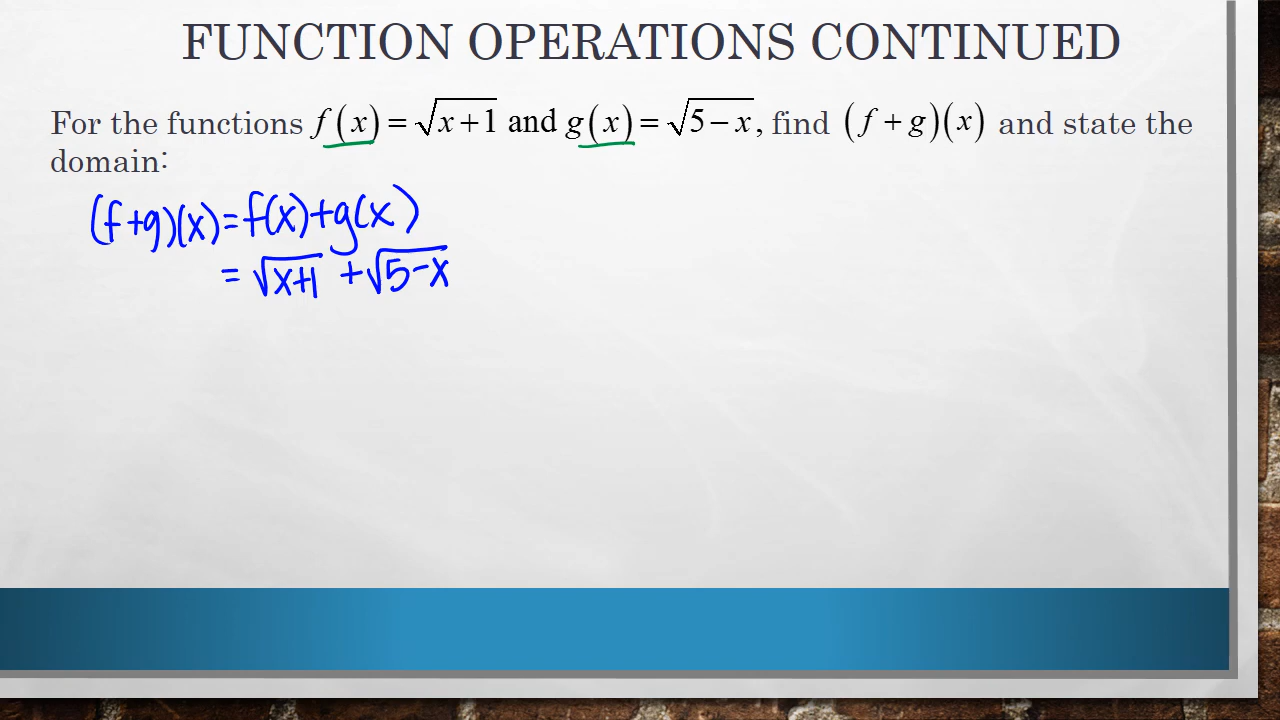 FUNCTION OPERATIONS CONTINUED
For the functions f(x) = √(x+1) and g(x) = √(5−x), find (f+g)(x) and state the
domain:
(f+g)(x) = f(x)+g(x)
= √(x+1) + √(5−x)